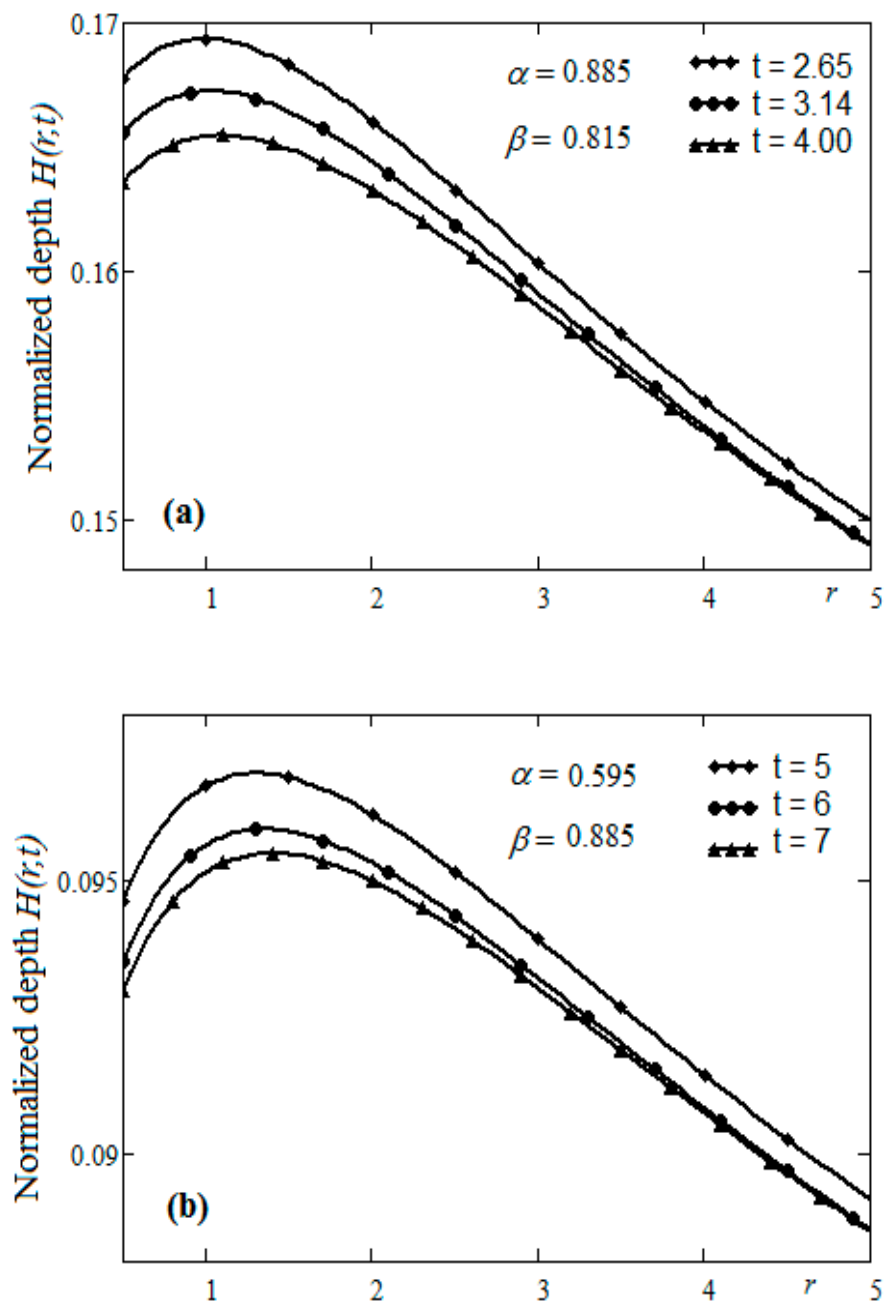 0.17
α = 0.885
t = 2.65
t = 3.14
β = 0.815
t = 4.00
Normalized depth H(r,t)
0.16
0.15
(a)
1 2 3 4 r 5
α = 0.595
t = 5
t = 6
β = 0.885
t = 7
Normalized depth H(r,t)
0.095
0.09
(b)
1 2 3 4 r 5